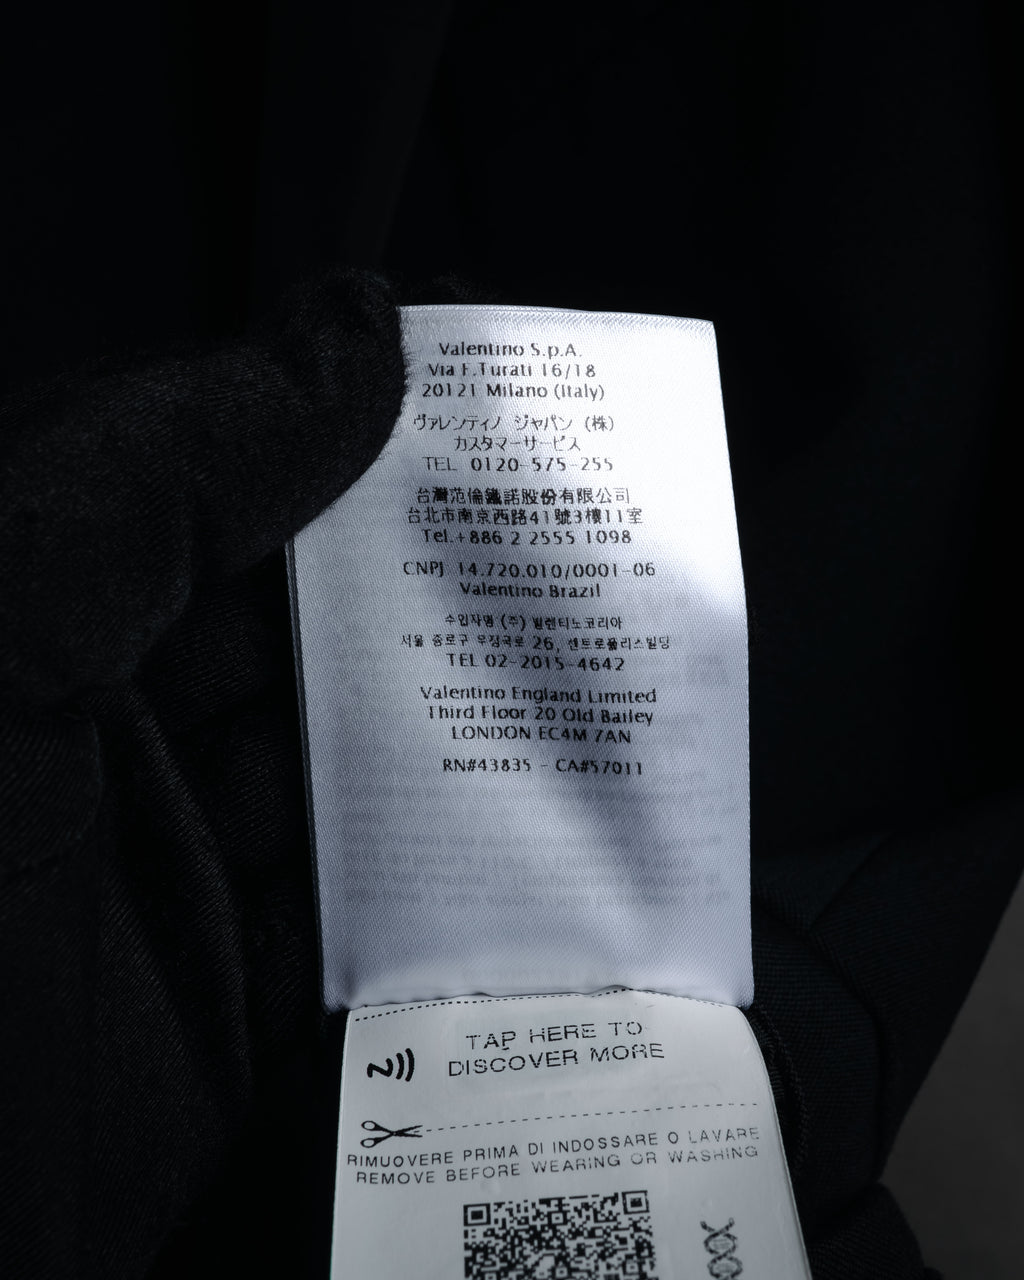 Valentino S.p.A.
Via F.Turati 16/18
20121 Milano (Italy)
ヴァレンティノ ジャパン (株)
カスタマーサービス
TEL 0120-575-255
台灣范倫鐵諾股份有限公司
台北市南京西路41號3樓11室
Tel.+886 2 2555 1098
CNPJ 14.720.010/0001-06
Valentino Brazil
수입자명 (주) 발렌티노코리아
서울 종로구 우정국로 26, 센트로폴리스빌딩
TEL 02-2015-4642
Valentino England Limited
Third Floor 20 Old Bailey
LONDON EC4M 7AN
RN#43835 - CA#57011
TAP HERE TO
DISCOVER MORE
RIMUOVERE PRIMA DI INDOSSARE O LAVARE
REMOVE BEFORE WEARING OR WASHING